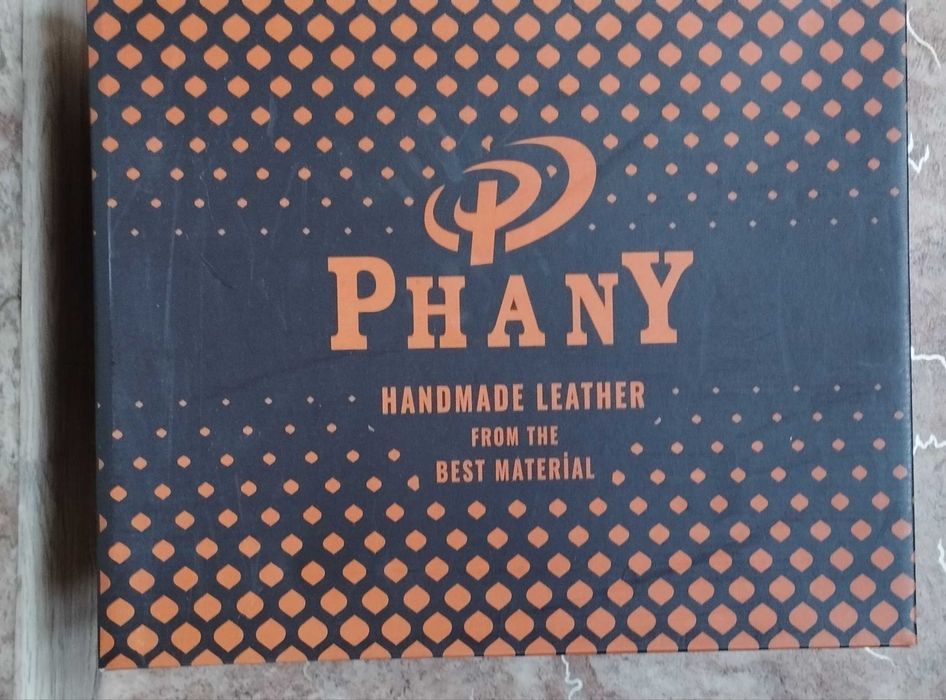 PHANY
HANDMADE LEATHER
FROM THE
BEST MATERİAL